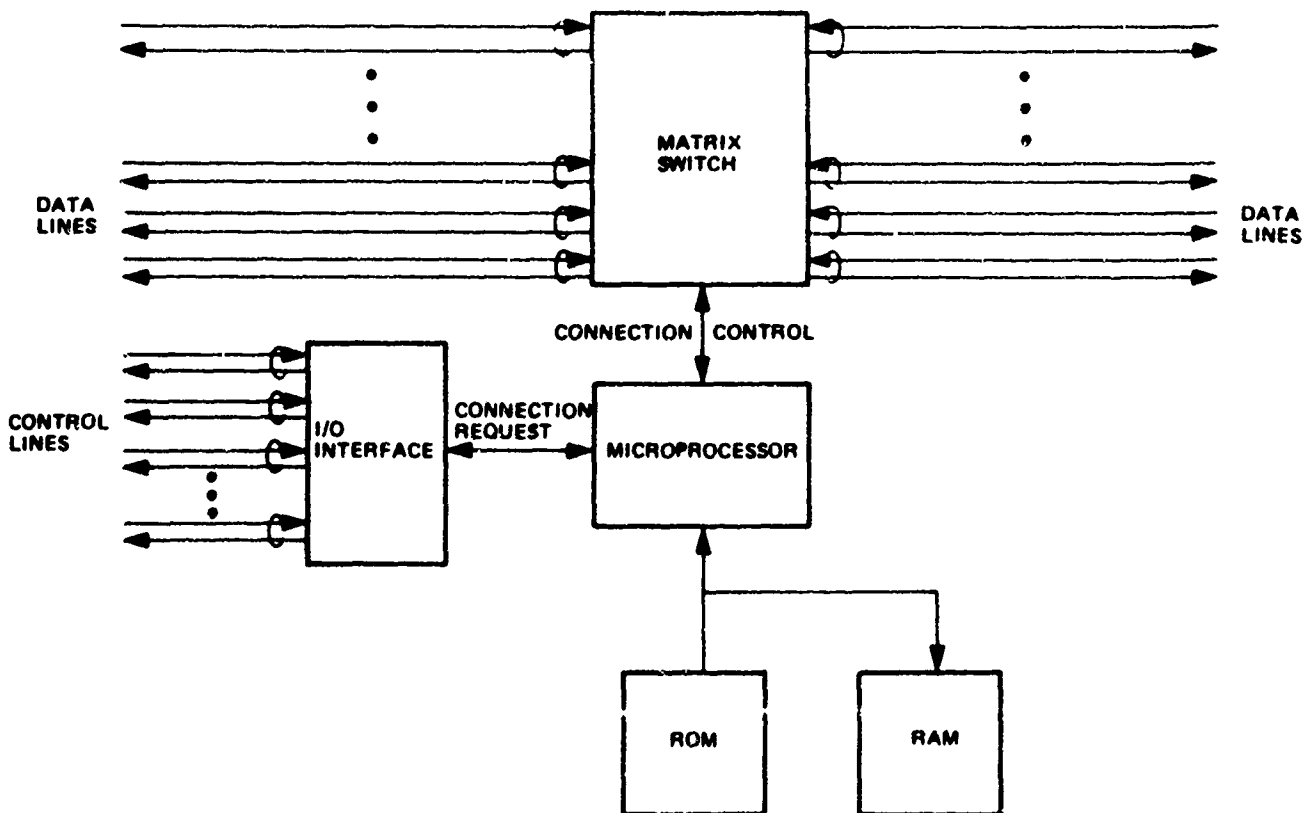 MATRIX
SWITCH
DATA
LINES
DATA
LINES
CONNECTION CONTROL
CONTROL
LINES
I/O
INTERFACE
CONNECTION
REQUEST
MICROPROCESSOR
ROM
RAM